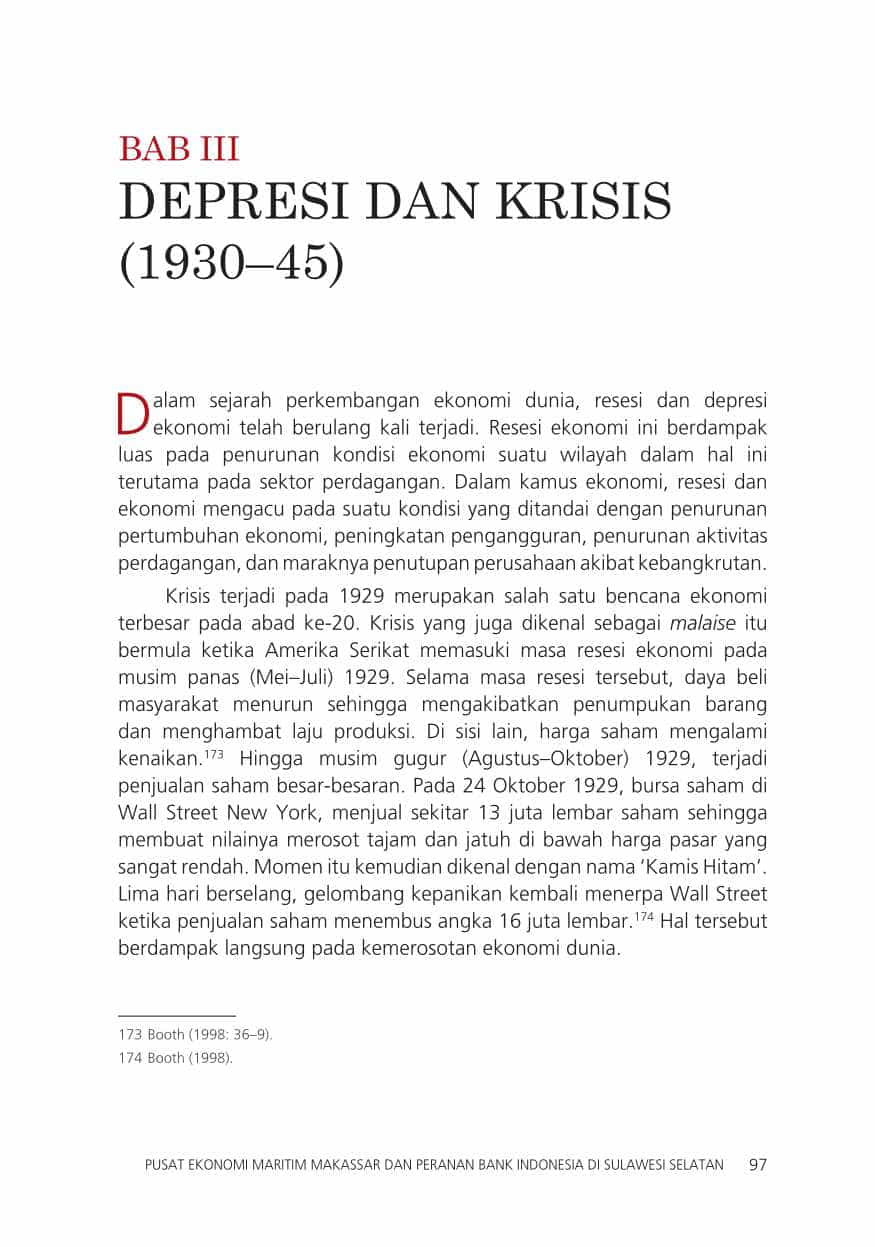 BAB III
DEPRESI DAN KRISIS
(1930–45)
Dalam sejarah perkembangan ekonomi dunia, resesi dan depresi
ekonomi telah berulang kali terjadi. Resesi ekonomi ini berdampak
luas pada penurunan kondisi ekonomi suatu wilayah dalam hal ini
terutama pada sektor perdagangan. Dalam kamus ekonomi, resesi dan
ekonomi mengacu pada suatu kondisi yang ditandai dengan penurunan
pertumbuhan ekonomi, peningkatan pengangguran, penurunan aktivitas
perdagangan, dan maraknya penutupan perusahaan akibat kebangkrutan.
Krisis terjadi pada 1929 merupakan salah satu bencana ekonomi
terbesar pada abad ke-20. Krisis yang juga dikenal sebagai malaise itu
bermula ketika Amerika Serikat memasuki masa resesi ekonomi pada
musim panas (Mei–Juli) 1929. Selama masa resesi tersebut, daya beli
masyarakat menurun sehingga mengakibatkan penumpukan barang
dan menghambat laju produksi. Di sisi lain, harga saham mengalami
kenaikan.173 Hingga musim gugur (Agustus–Oktober) 1929, terjadi
penjualan saham besar-besaran. Pada 24 Oktober 1929, bursa saham di
Wall Street New York, menjual sekitar 13 juta lembar saham sehingga
membuat nilainya merosot tajam dan jatuh di bawah harga pasar yang
sangat rendah. Momen itu kemudian dikenal dengan nama ‘Kamis Hitam’.
Lima hari berselang, gelombang kepanikan kembali menerpa Wall Street
ketika penjualan saham menembus angka 16 juta lembar.174 Hal tersebut
berdampak langsung pada kemerosotan ekonomi dunia.
173 Booth (1998: 36–9).
174 Booth (1998).
PUSAT EKONOMI MARITIM MAKASSAR DAN PERANAN BANK INDONESIA DI SULAWESI SELATAN 97